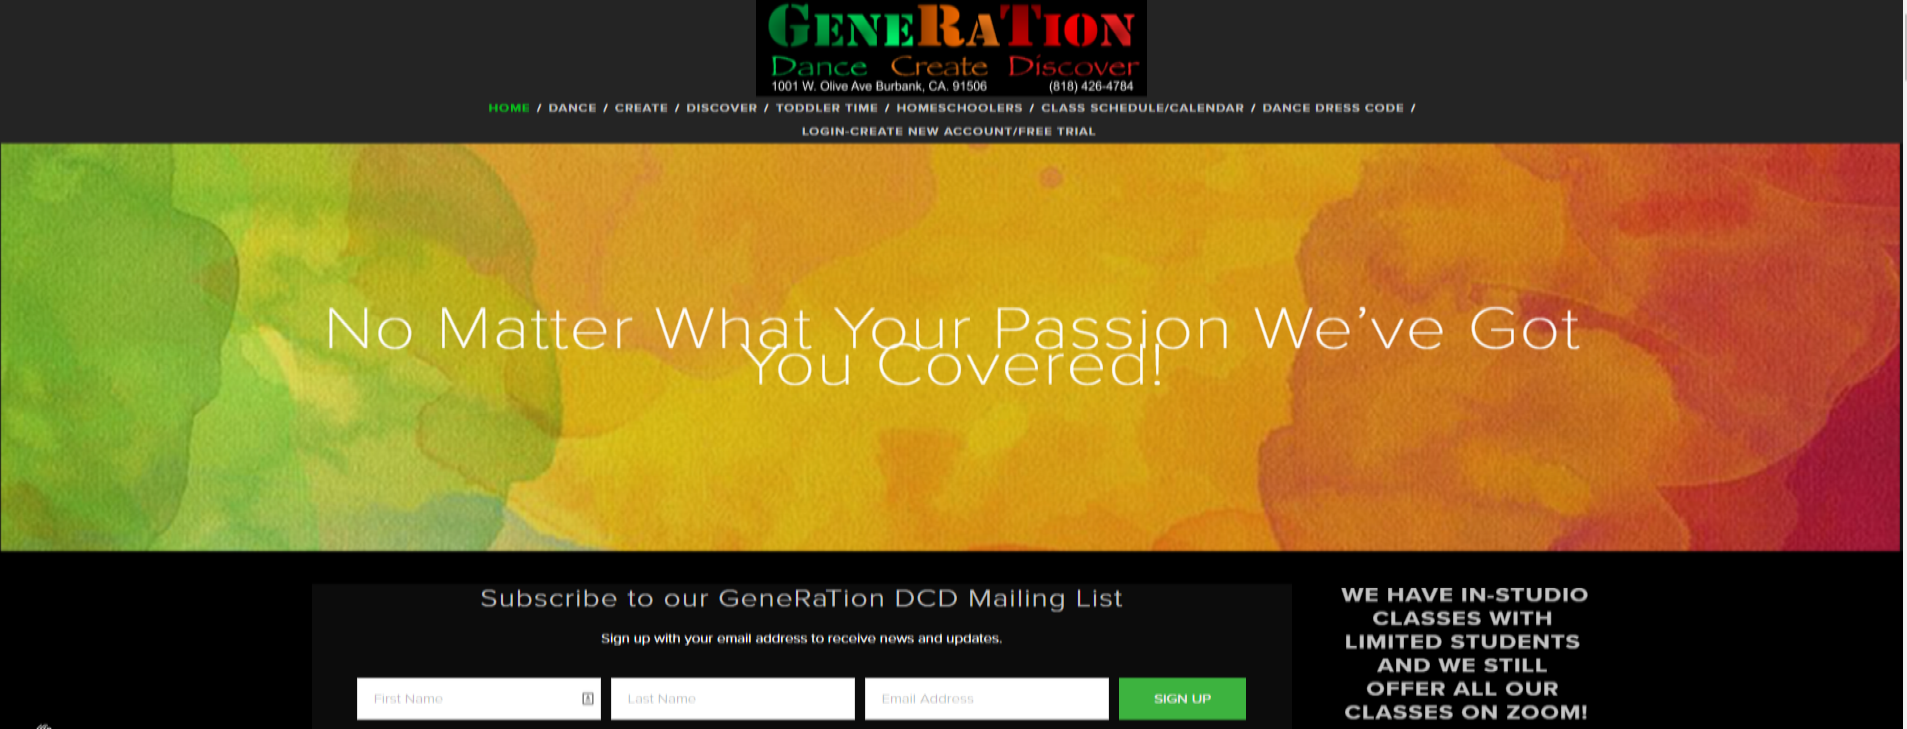 GENERATION
Dance Create Discover
1001 W. Olive Ave Burbank, CA. 91506 (818) 426-4784
HOME / DANCE / CREATE / DISCOVER / TODDLER TIME / HOMESCHOOLERS / CLASS SCHEDULE/CALENDAR / DANCE DRESS CODE /
LOGIN-CREATE NEW ACCOUNT/FREE TRIAL
No Matter What Your Passion We've Got
You Covered!
Subscribe to our GeneRaTion DCD Mailing List
Sign up with your email address to receive news and updates.
First Name Last Name Email Address SIGN UP
WE HAVE IN-STUDIO
CLASSES WITH
LIMITED STUDENTS
AND WE STILL
OFFER ALL OUR
CLASSES ON ZOOM!